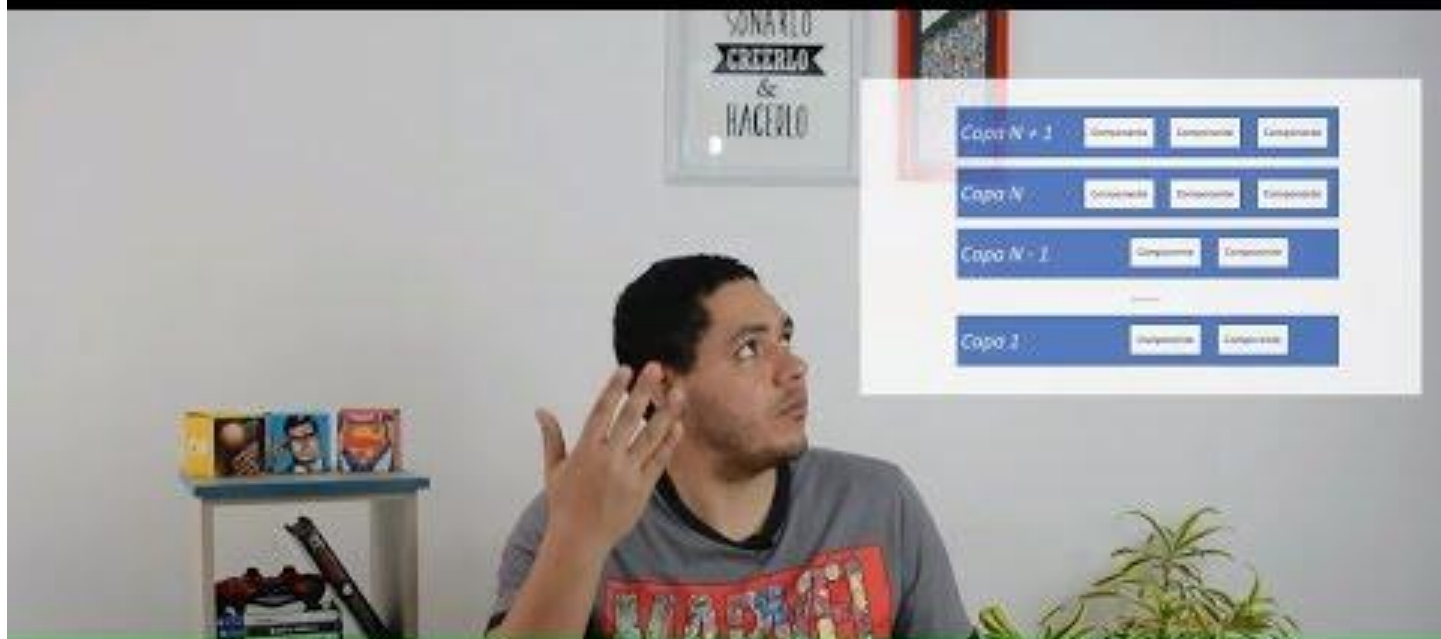 SOÑARLO
CREERLO
&
HACERLO
Capa N + 1 Componente Componente Componente
Capa N Componente Componente Componente
Capa N - 1 Componente Componente
......
Capa 1 Componente Componente
MARVEL